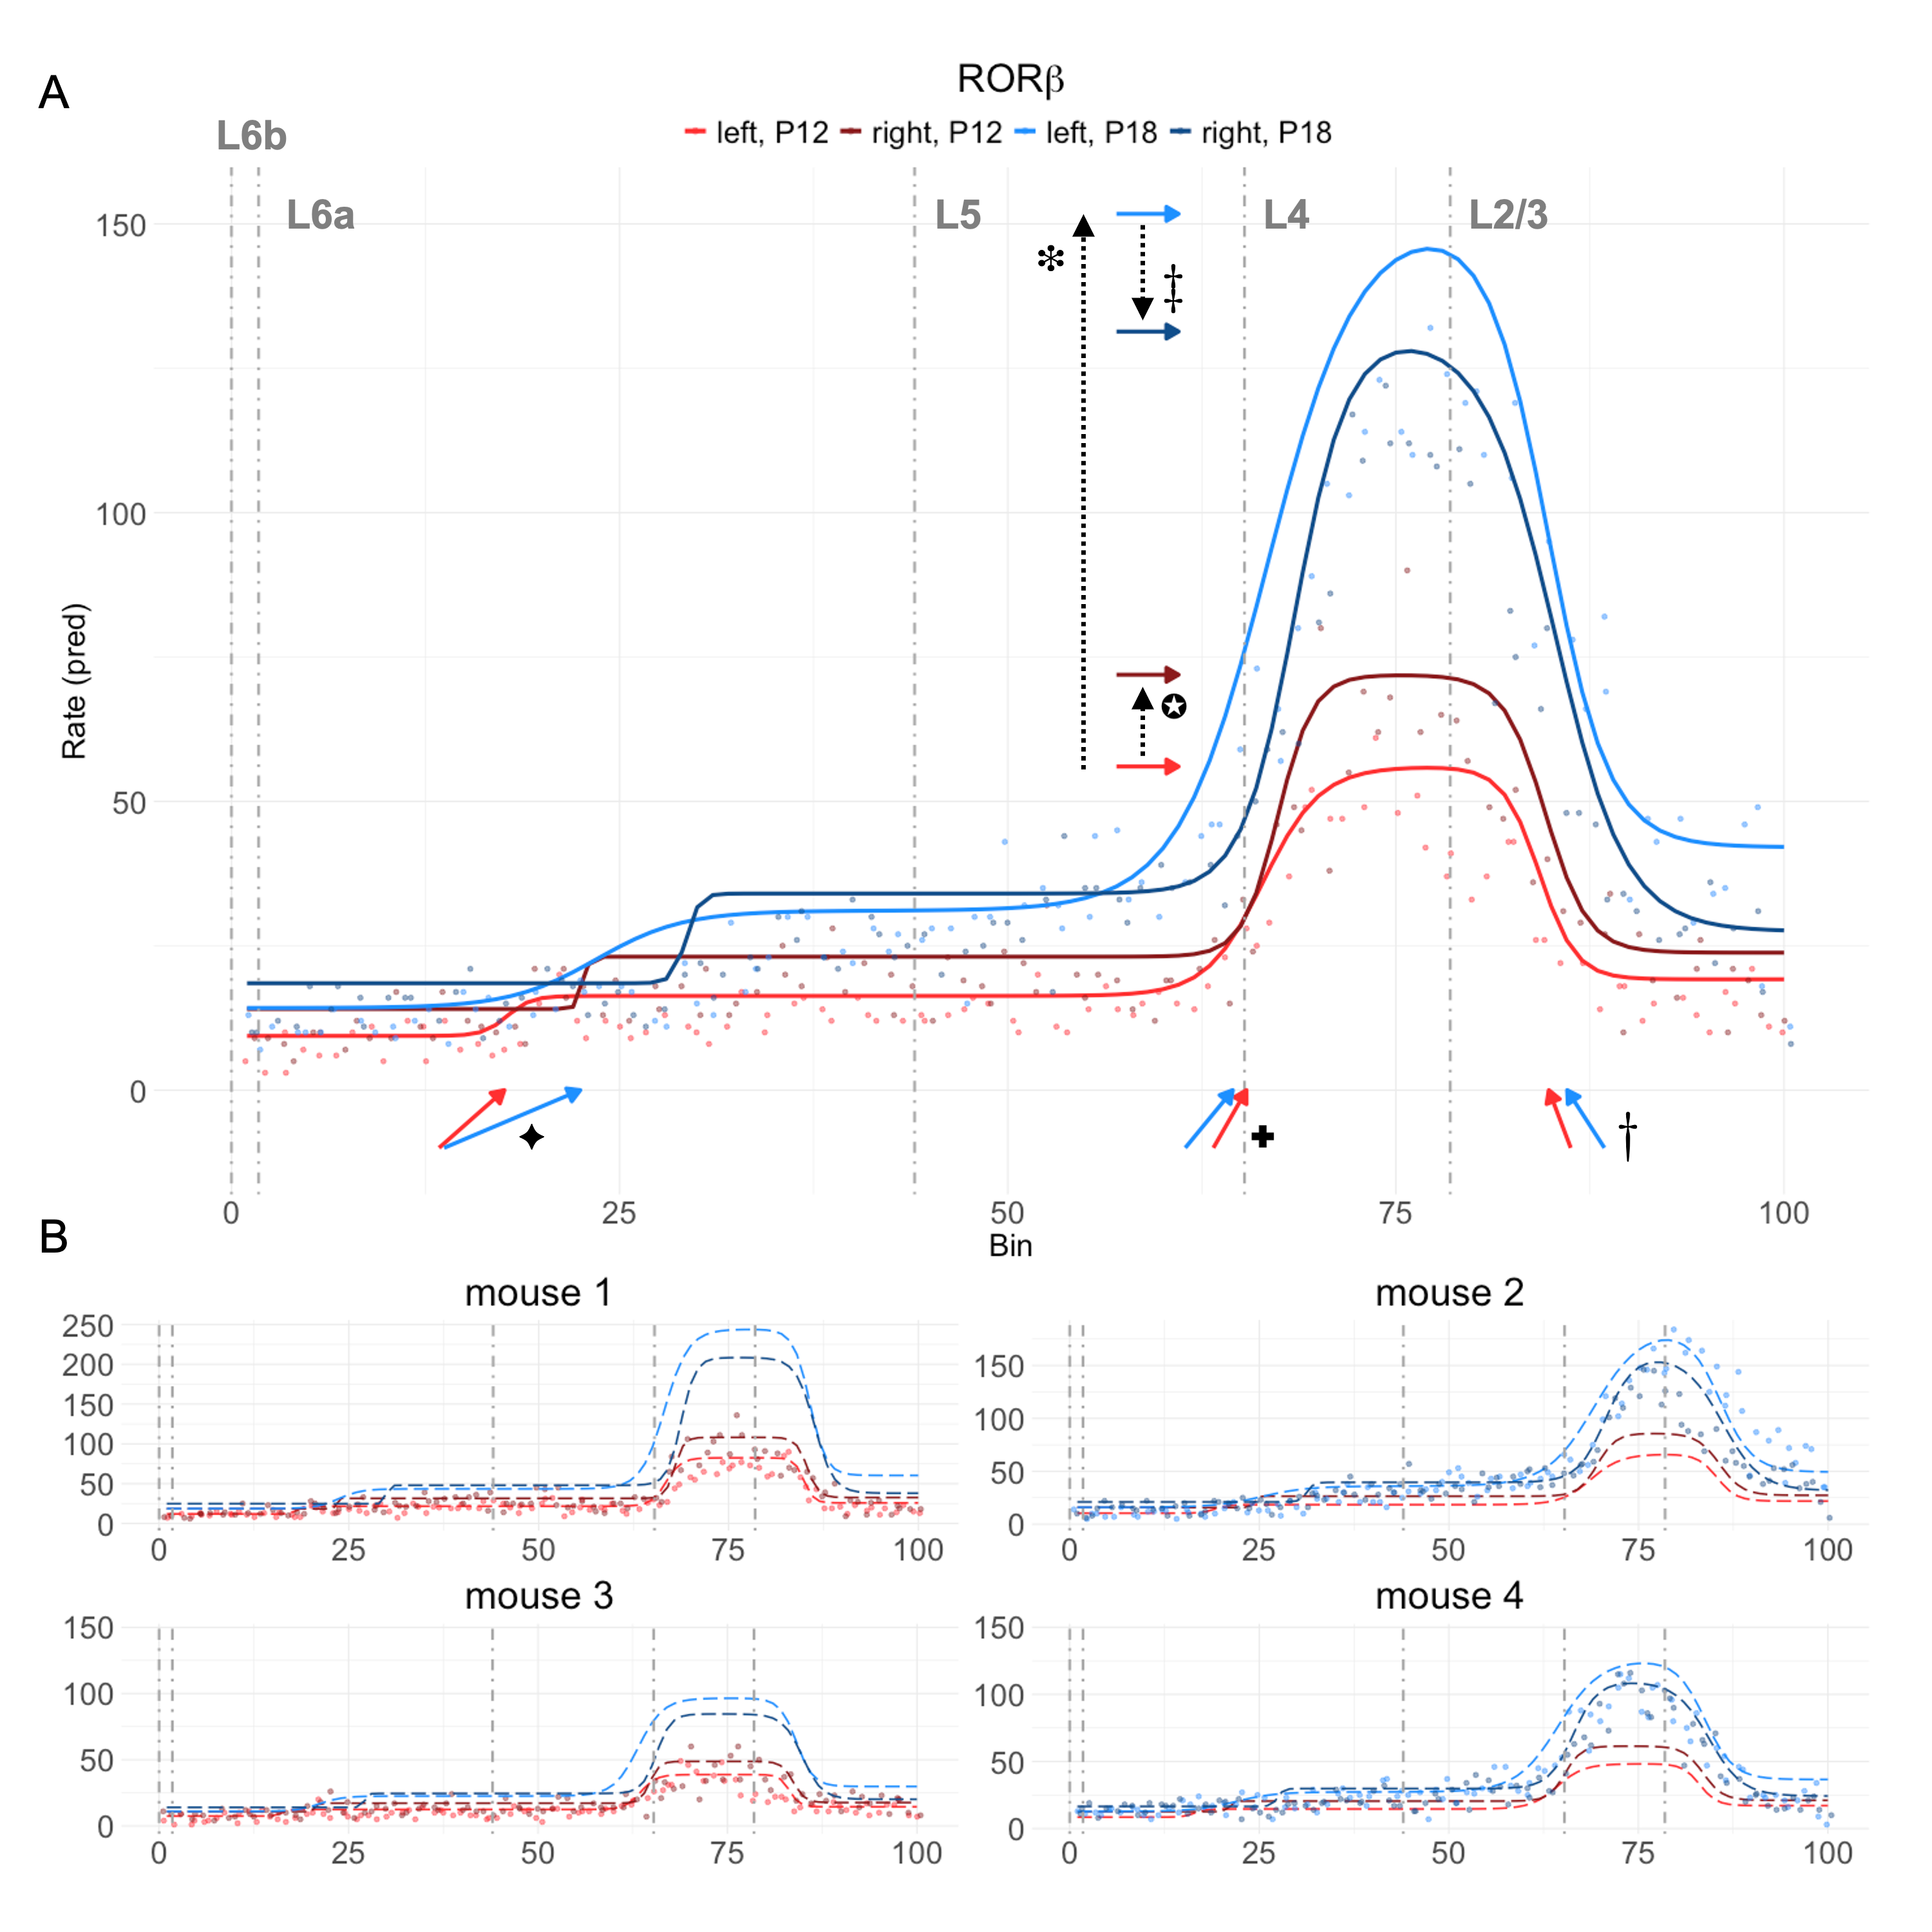 A
RORβ
left, P12 right, P12 left, P18 right, P18
L6b
L6a
L5
L4
L2/3
150
100
50
0
Rate (pred)
*
‡
✪
✦
✚
†
0 25 50 75 100
Bin
B
mouse 1
250
200
150
100
50
0
0 25 50 75 100
mouse 2
150
100
50
0
0 25 50 75 100
mouse 3
150
100
50
0
0 25 50 75 100
mouse 4
150
100
50
0
0 25 50 75 100